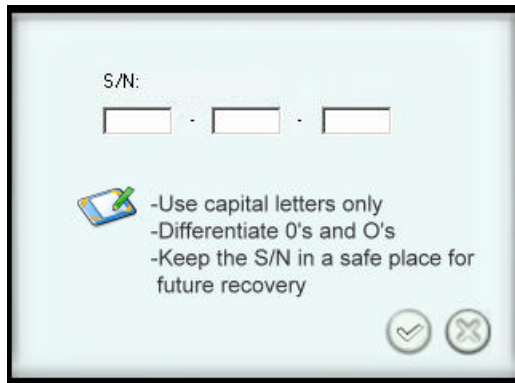 S/N:
- -
-Use capital letters only
-Differentiate 0's and O's
-Keep the S/N in a safe place for
future recovery